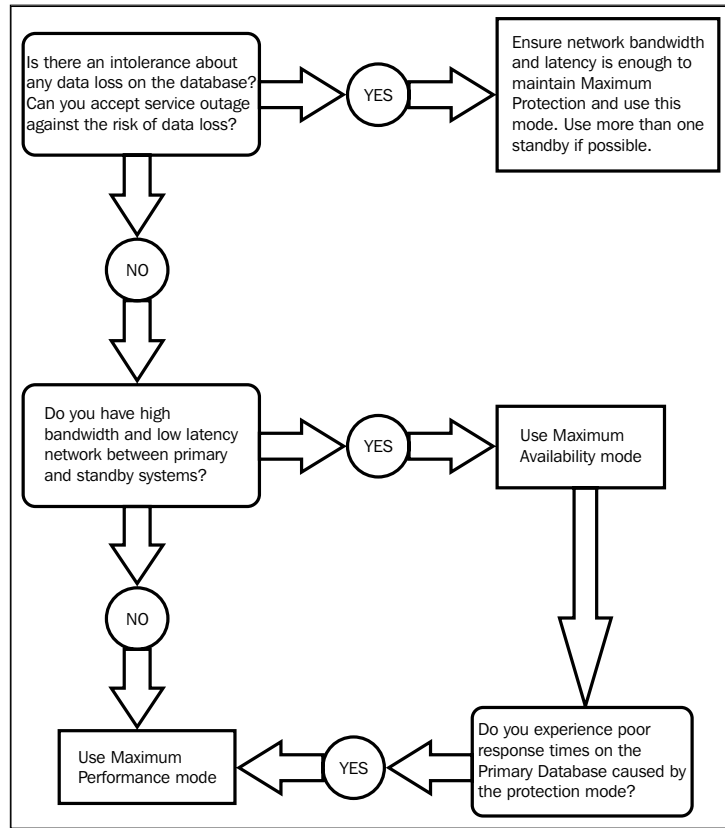 Is there an intolerance about
any data loss on the database?
Can you accept service outage
against the risk of data loss?
YES
Ensure network bandwidth
and latency is enough to
maintain Maximum
Protection and use this
mode. Use more than one
standby if possible.
NO
Do you have high
bandwidth and low latency
network between primary
and standby systems?
YES
Use Maximum
Availability mode
NO
Use Maximum
Performance mode
YES
Do you experience poor
response times on the
Primary Database caused by
the protection mode?